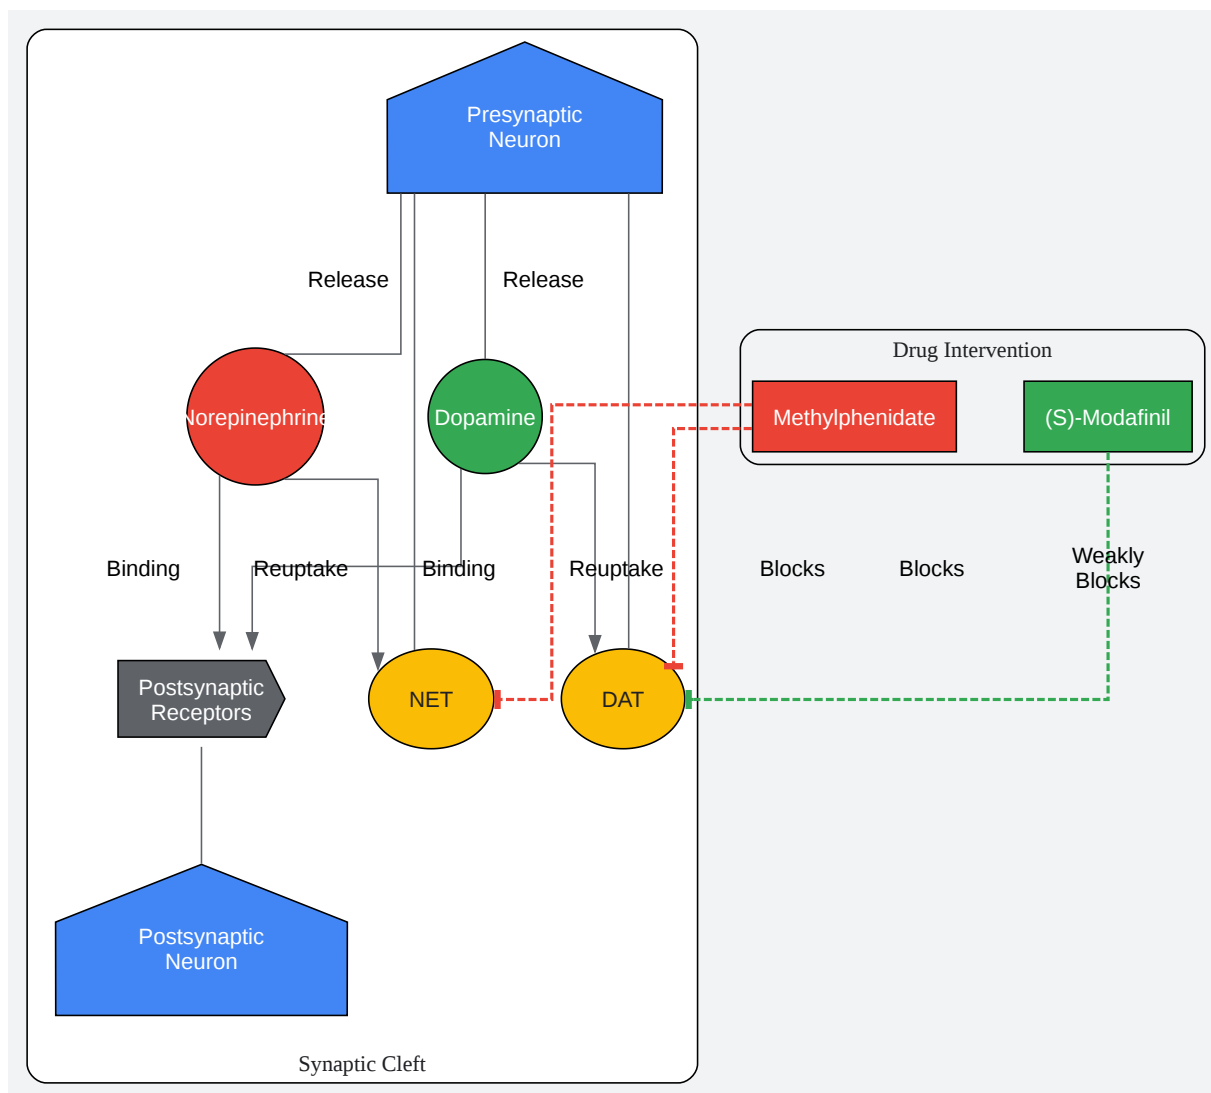 Presynaptic
Neuron
Release
Release
Drug Intervention
Norepinephrine
Dopamine
Methylphenidate
(S)-Modafinil
Binding
Reuptake
Binding
Reuptake
Blocks
Blocks
Weakly
Blocks
Postsynaptic
Receptors
NET
DAT
Postsynaptic
Neuron
Synaptic Cleft